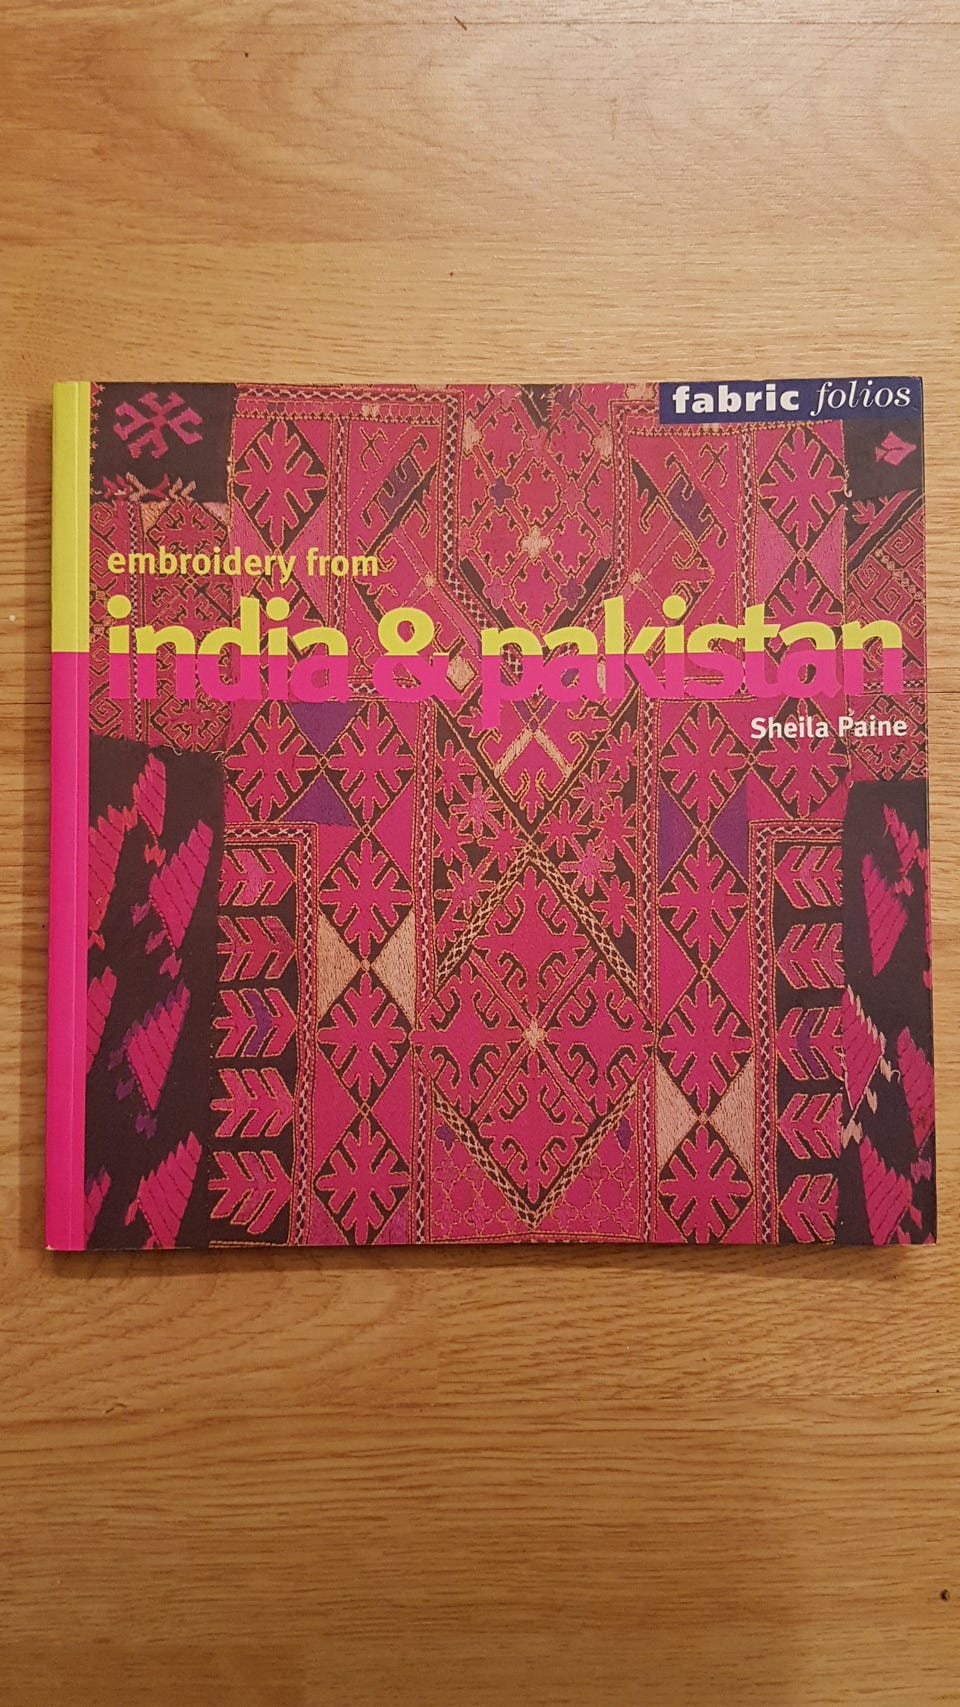 fabric folios
embroidery from
india & pakistan
Sheila Paine